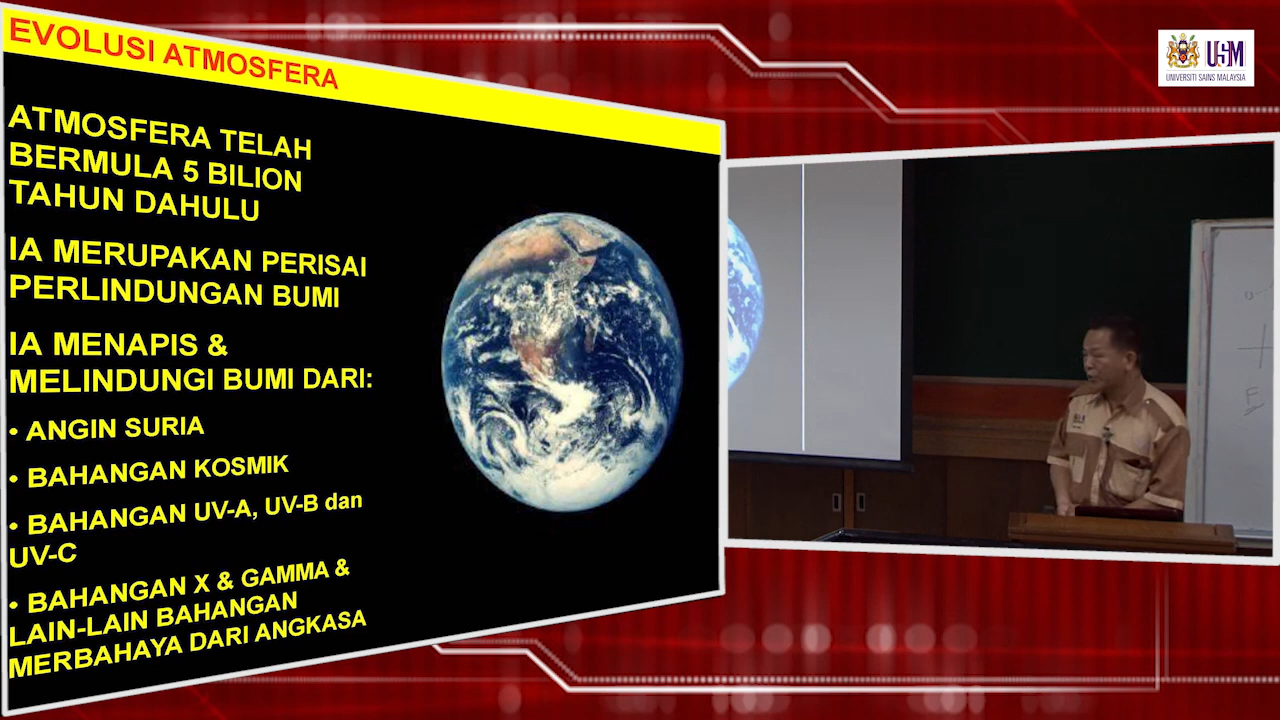 EVOLUSI ATMOSFERA
ATMOSFERA TELAH
BERMULA 5 BILION
TAHUN DAHULU
IA MERUPAKAN PERISAI
PERLINDUNGAN BUMI
IA MENAPIS &
MELINDUNGI BUMI DARI:
• ANGIN SURIA
• BAHANGAN KOSMIK
• BAHANGAN UV-A, UV-B dan
UV-C
• BAHANGAN X & GAMMA &
LAIN-LAIN BAHANGAN
MERBAHAYA DARI ANGKASA
USM
UNIVERSITI SAINS MALAYSIA